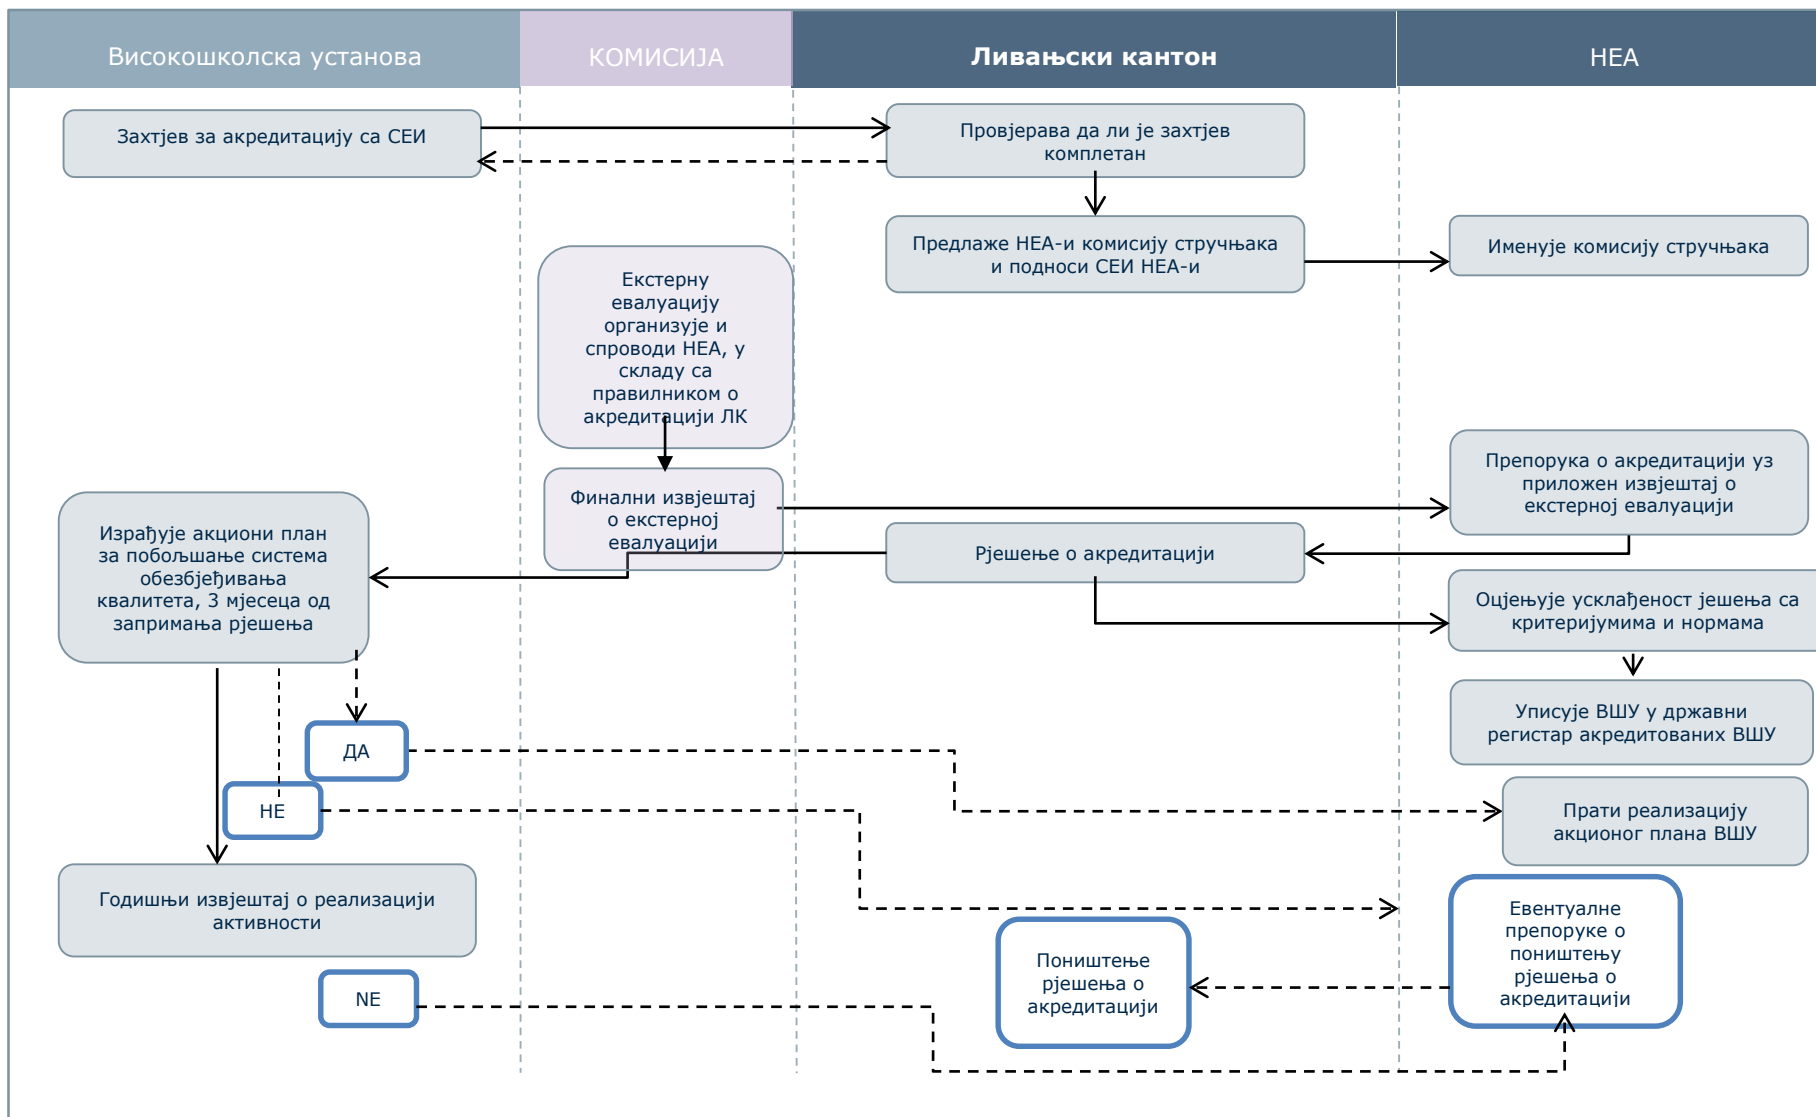 Високошколска установа
КОМИСИЈА
Ливањски кантон
НЕА
Захтјев за акредитацију са СЕИ
Провјерава да ли је захтјев
комплетан
Предлаже НЕА-и комисију стручњака
и подноси СЕИ НЕА-и
Именује комисију стручњака
Екстерну
евалуацију
организује и
спроводи НЕА, у
складу са
правилником о
акредитацији ЛК
Финални извјештај
о екстерној
евалуацији
Препорука о акредитацији уз
приложен извјештај о
екстерној евалуацији
Израђује акциони план
за побољшање система
обезбјеђивања
квалитета, 3 мјесеца од
запримања рјешења
Рјешење о акредитацији
Оцјењује усклађеност јешења са
критеријумима и нормама
Уписује ВШУ у државни
регистар акредитованих ВШУ
ДА
НЕ
Прати реализацију
акционог плана ВШУ
Годишњи извјештај о реализацији
активности
Евентуалне
препоруке о
поништењу
рјешења о
акредитацији
Поништење
рјешења о
акредитацији
NE